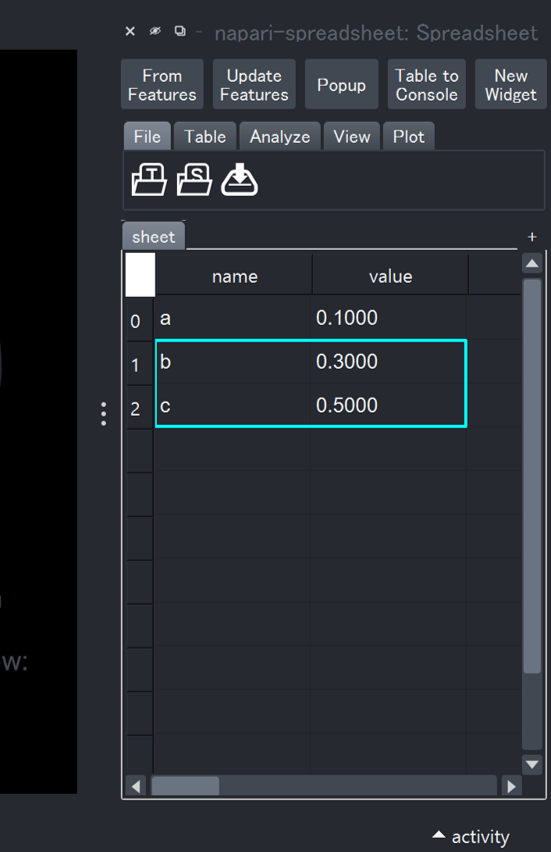 napari-spreadsheet: Spreadsheet
From Features
Update Features
Popup
Table to Console
New Widget
File Table Analyze View Plot
T S
sheet +
name value
0 a 0.1000
1 b 0.3000
2 c 0.5000
w:
activity